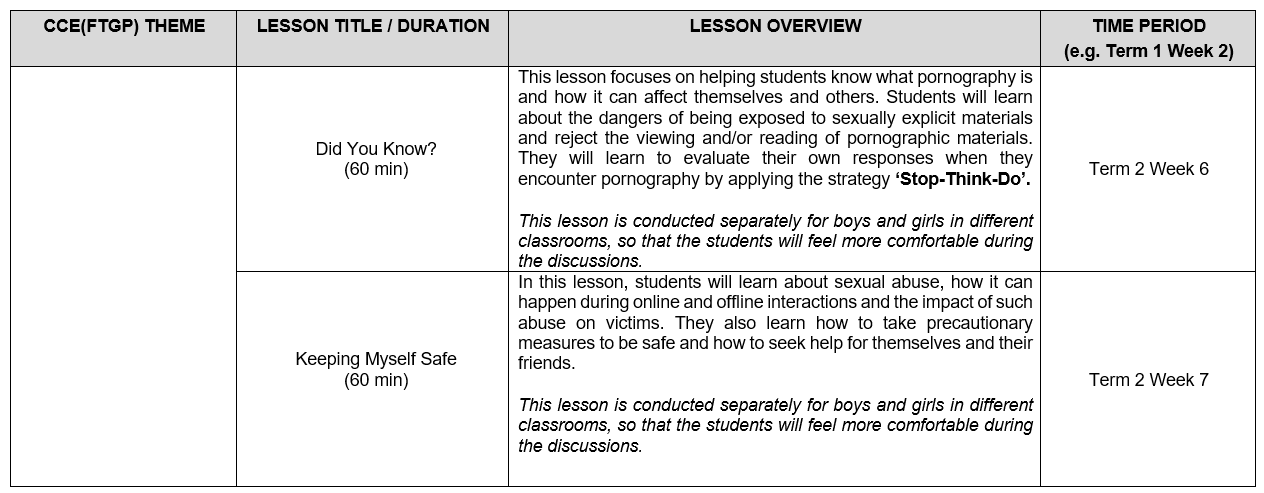 CCE(FTGP) THEME
LESSON TITLE / DURATION
LESSON OVERVIEW
TIME PERIOD
(e.g. Term 1 Week 2)
Did You Know?
(60 min)
This lesson focuses on helping students know what pornography is
and how it can affect themselves and others. Students will learn
about the dangers of being exposed to sexually explicit materials
and reject the viewing and/or reading of pornographic materials.
They will learn to evaluate their own responses when they
encounter pornography by applying the strategy ‘Stop-Think-Do’.
This lesson is conducted separately for boys and girls in different
classrooms, so that the students will feel more comfortable during
the discussions.
Term 2 Week 6
Keeping Myself Safe
(60 min)
In this lesson, students will learn about sexual abuse, how it can
happen during online and offline interactions and the impact of such
abuse on victims. They also learn how to take precautionary
measures to be safe and how to seek help for themselves and their
friends.
This lesson is conducted separately for boys and girls in different
classrooms, so that the students will feel more comfortable during
the discussions.
Term 2 Week 7